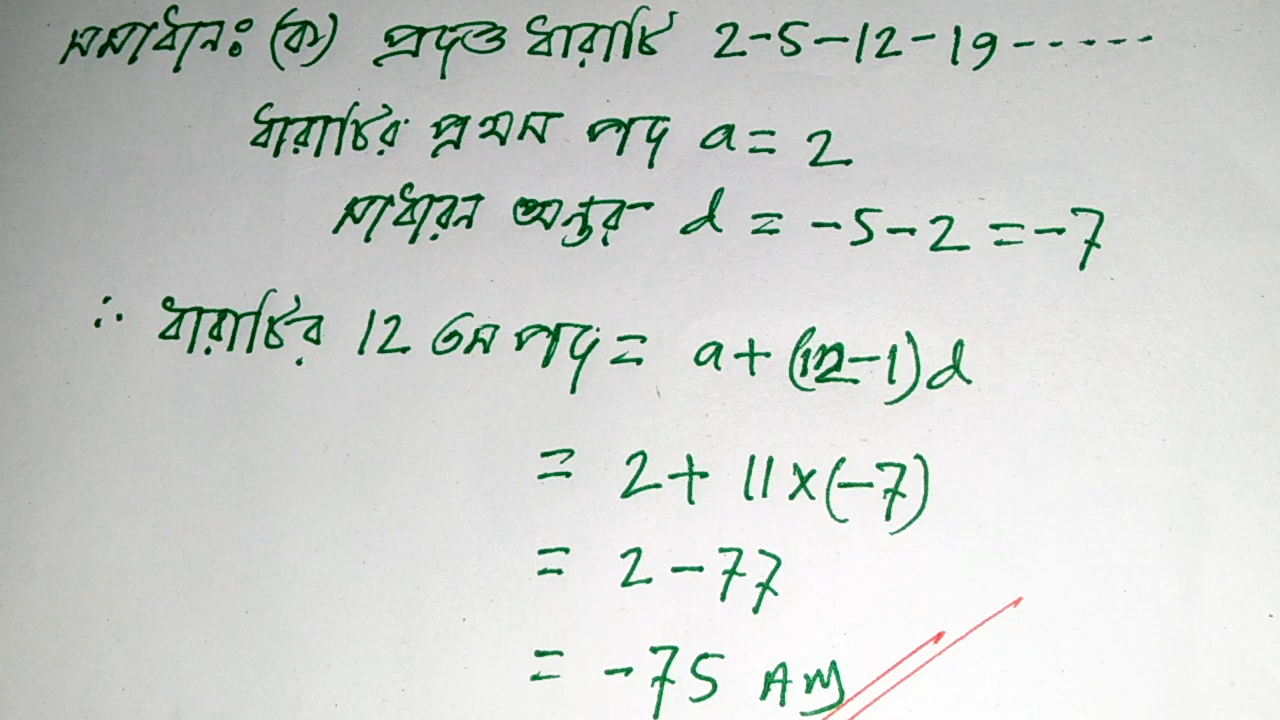 সমাধানঃ (ক) প্রদত্ত ধারাটি 2-5-12-19-----
ধারাটির প্রথম পদ a = 2
সাধারন অন্তর d = -5-2 = -7
∴ ধারাটির 12 তম পদ = a + (12-1)d
= 2 + 11×(-7)
= 2 - 77
= -75 Ans